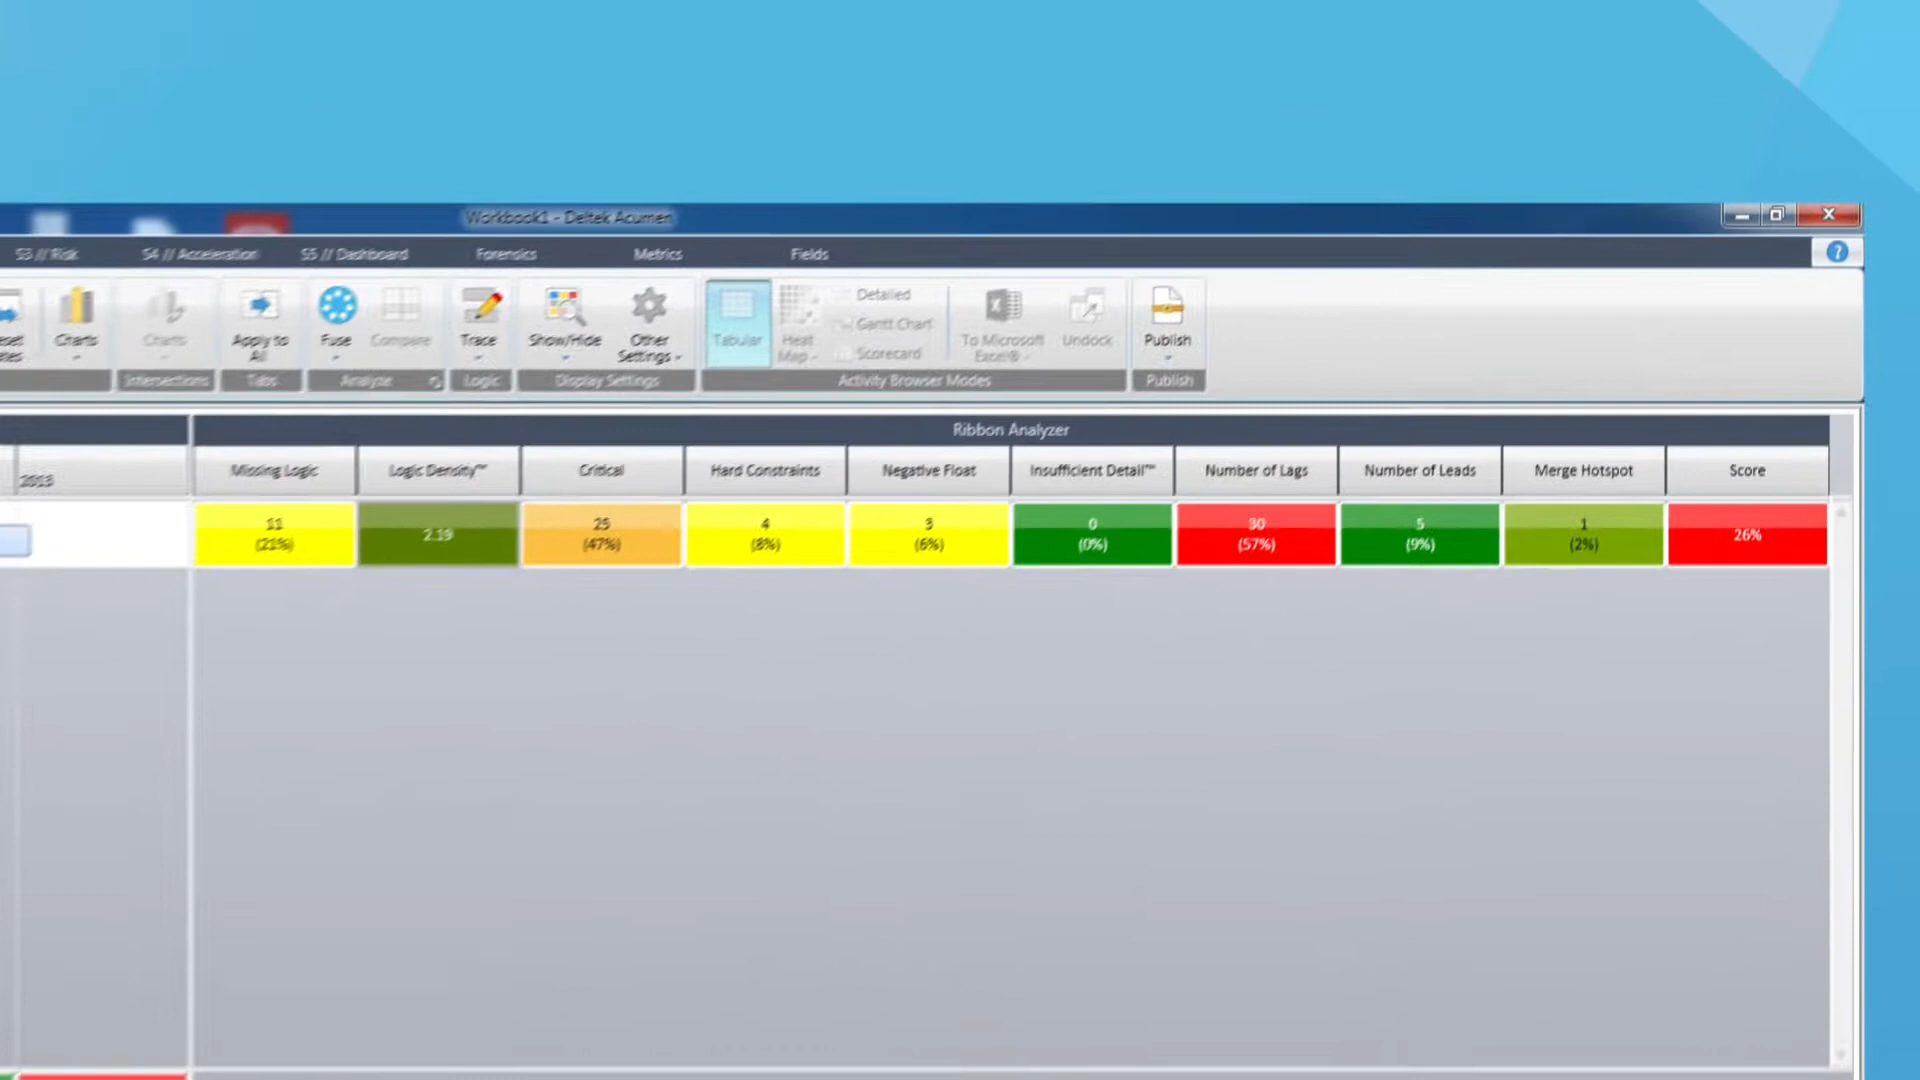 Workbook1 - Deltek Acumen
S3 // Risk
S4 // Acceleration
S5 // Dashboard
Forensics
Metrics
Fields
?
Charts
Charts
Apply to
All
Fuse
Compare
Trace
Show/Hide
Other
Settings
Tabular
Heat
Map
Detailed
Gantt Chart
Scorecard
To Microsoft
Excel®
Undock
Publish
Intersections
Tabs
Analyze
Logic
Display Settings
Activity Browser Modes
Publish
Ribbon Analyzer
2013
Missing Logic
Logic Density™
Critical
Hard Constraints
Negative Float
Insufficient Detail™
Number of Lags
Number of Leads
Merge Hotspot
Score
11
(21%)
2.19
25
(47%)
4
(8%)
3
(6%)
0
(0%)
30
(57%)
5
(9%)
1
(2%)
26%